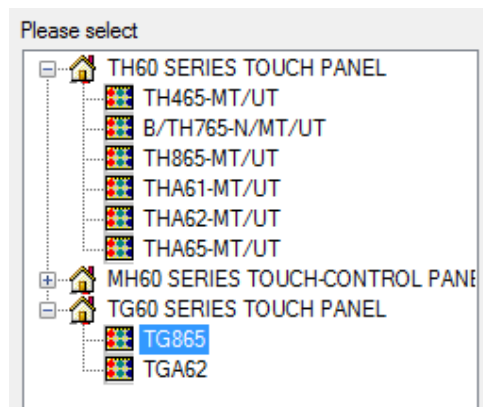 Please select
TH60 SERIES TOUCH PANEL
TH465-MT/UT
B/TH765-N/MT/UT
TH865-MT/UT
THA61-MT/UT
THA62-MT/UT
THA65-MT/UT
MH60 SERIES TOUCH-CONTROL PANE
TG60 SERIES TOUCH PANEL
TG865
TGA62